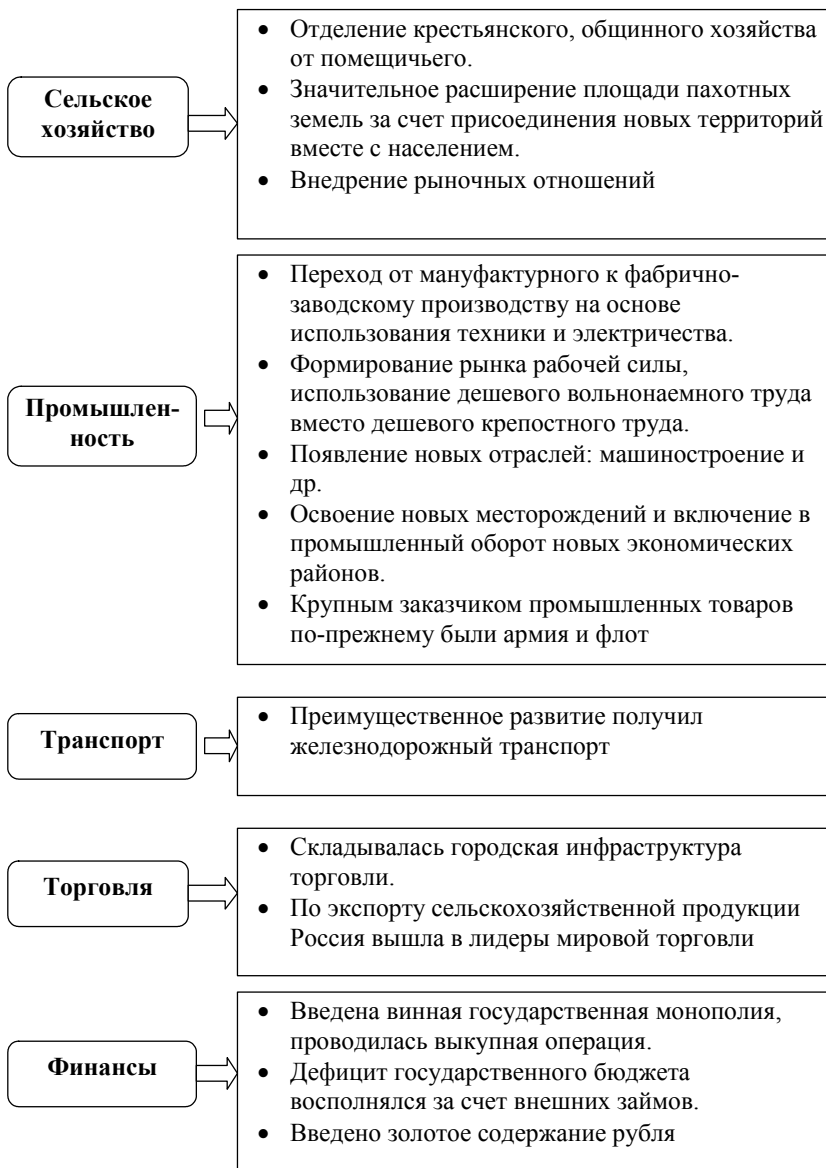 Сельское
хозяйство
• Отделение крестьянского, общинного хозяйства
от помещичьего.
• Значительное расширение площади пахотных
земель за счет присоединения новых территорий
вместе с населением.
• Внедрение рыночных отношений
Промышлен-
ность
• Переход от мануфактурного к фабрично-
заводскому производству на основе
использования техники и электричества.
• Формирование рынка рабочей силы,
использование дешевого вольнонаемного труда
вместо дешевого крепостного труда.
• Появление новых отраслей: машиностроение и
др.
• Освоение новых месторождений и включение в
промышленный оборот новых экономических
районов.
• Крупным заказчиком промышленных товаров
по-прежнему были армия и флот
Транспорт
• Преимущественное развитие получил
железнодорожный транспорт
Торговля
• Складывалась городская инфраструктура
торговли.
• По экспорту сельскохозяйственной продукции
Россия вышла в лидеры мировой торговли
Финансы
• Введена винная государственная монополия,
проводилась выкупная операция.
• Дефицит государственного бюджета
восполнялся за счет внешних займов.
• Введено золотое содержание рубля